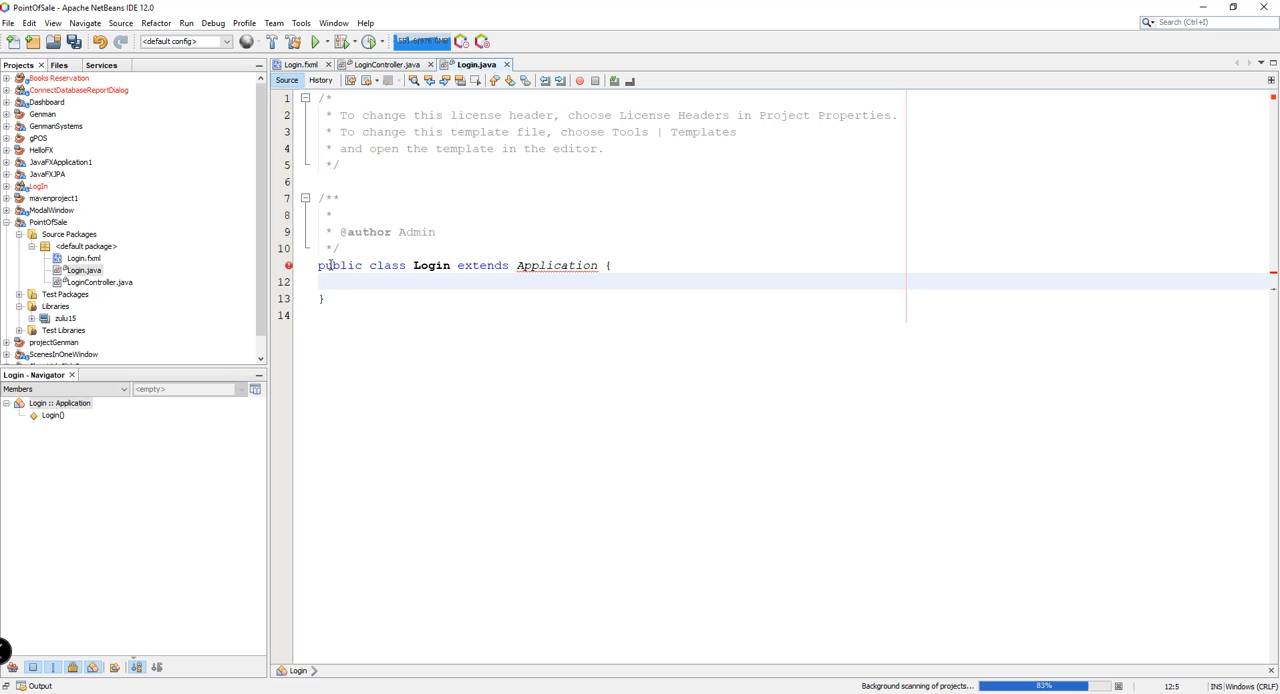 PointOfSale - Apache NetBeans IDE 12.0
File Edit View Navigate Source Refactor Run Debug Profile Team Tools Window Help
Search (Ctrl+I)
<default config>
Projects Files Services
Login.fxml LoginController.java Login.java
Source History
Books Reservation
ConnectDatabaseReportDialog
Dashboard
Genman
GenmanSystems
gPOS
HelloFX
JavaFXApplication1
JavaFXJPA
LogIn
mavenproject1
ModalWindow
PointOfSale
Source Packages
<default package>
Login.fxml
Login.java
LoginController.java
Test Packages
Libraries
zulu15
Test Libraries
projectGenman
ScenesInOneWindow
Login - Navigator
Members <empty>
Login :: Application
Login()
1 /*
2 * To change this license header, choose License Headers in Project Properties.
3 * To change this template file, choose Tools | Templates
4 * and open the template in the editor.
5 */
6
7 /**
8 *
9 * @author Admin
10 */
public class Login extends Application {
12
13 }
14
Login
Output
Background scanning of projects... 83% 12:5 INS Windows (CRLF)